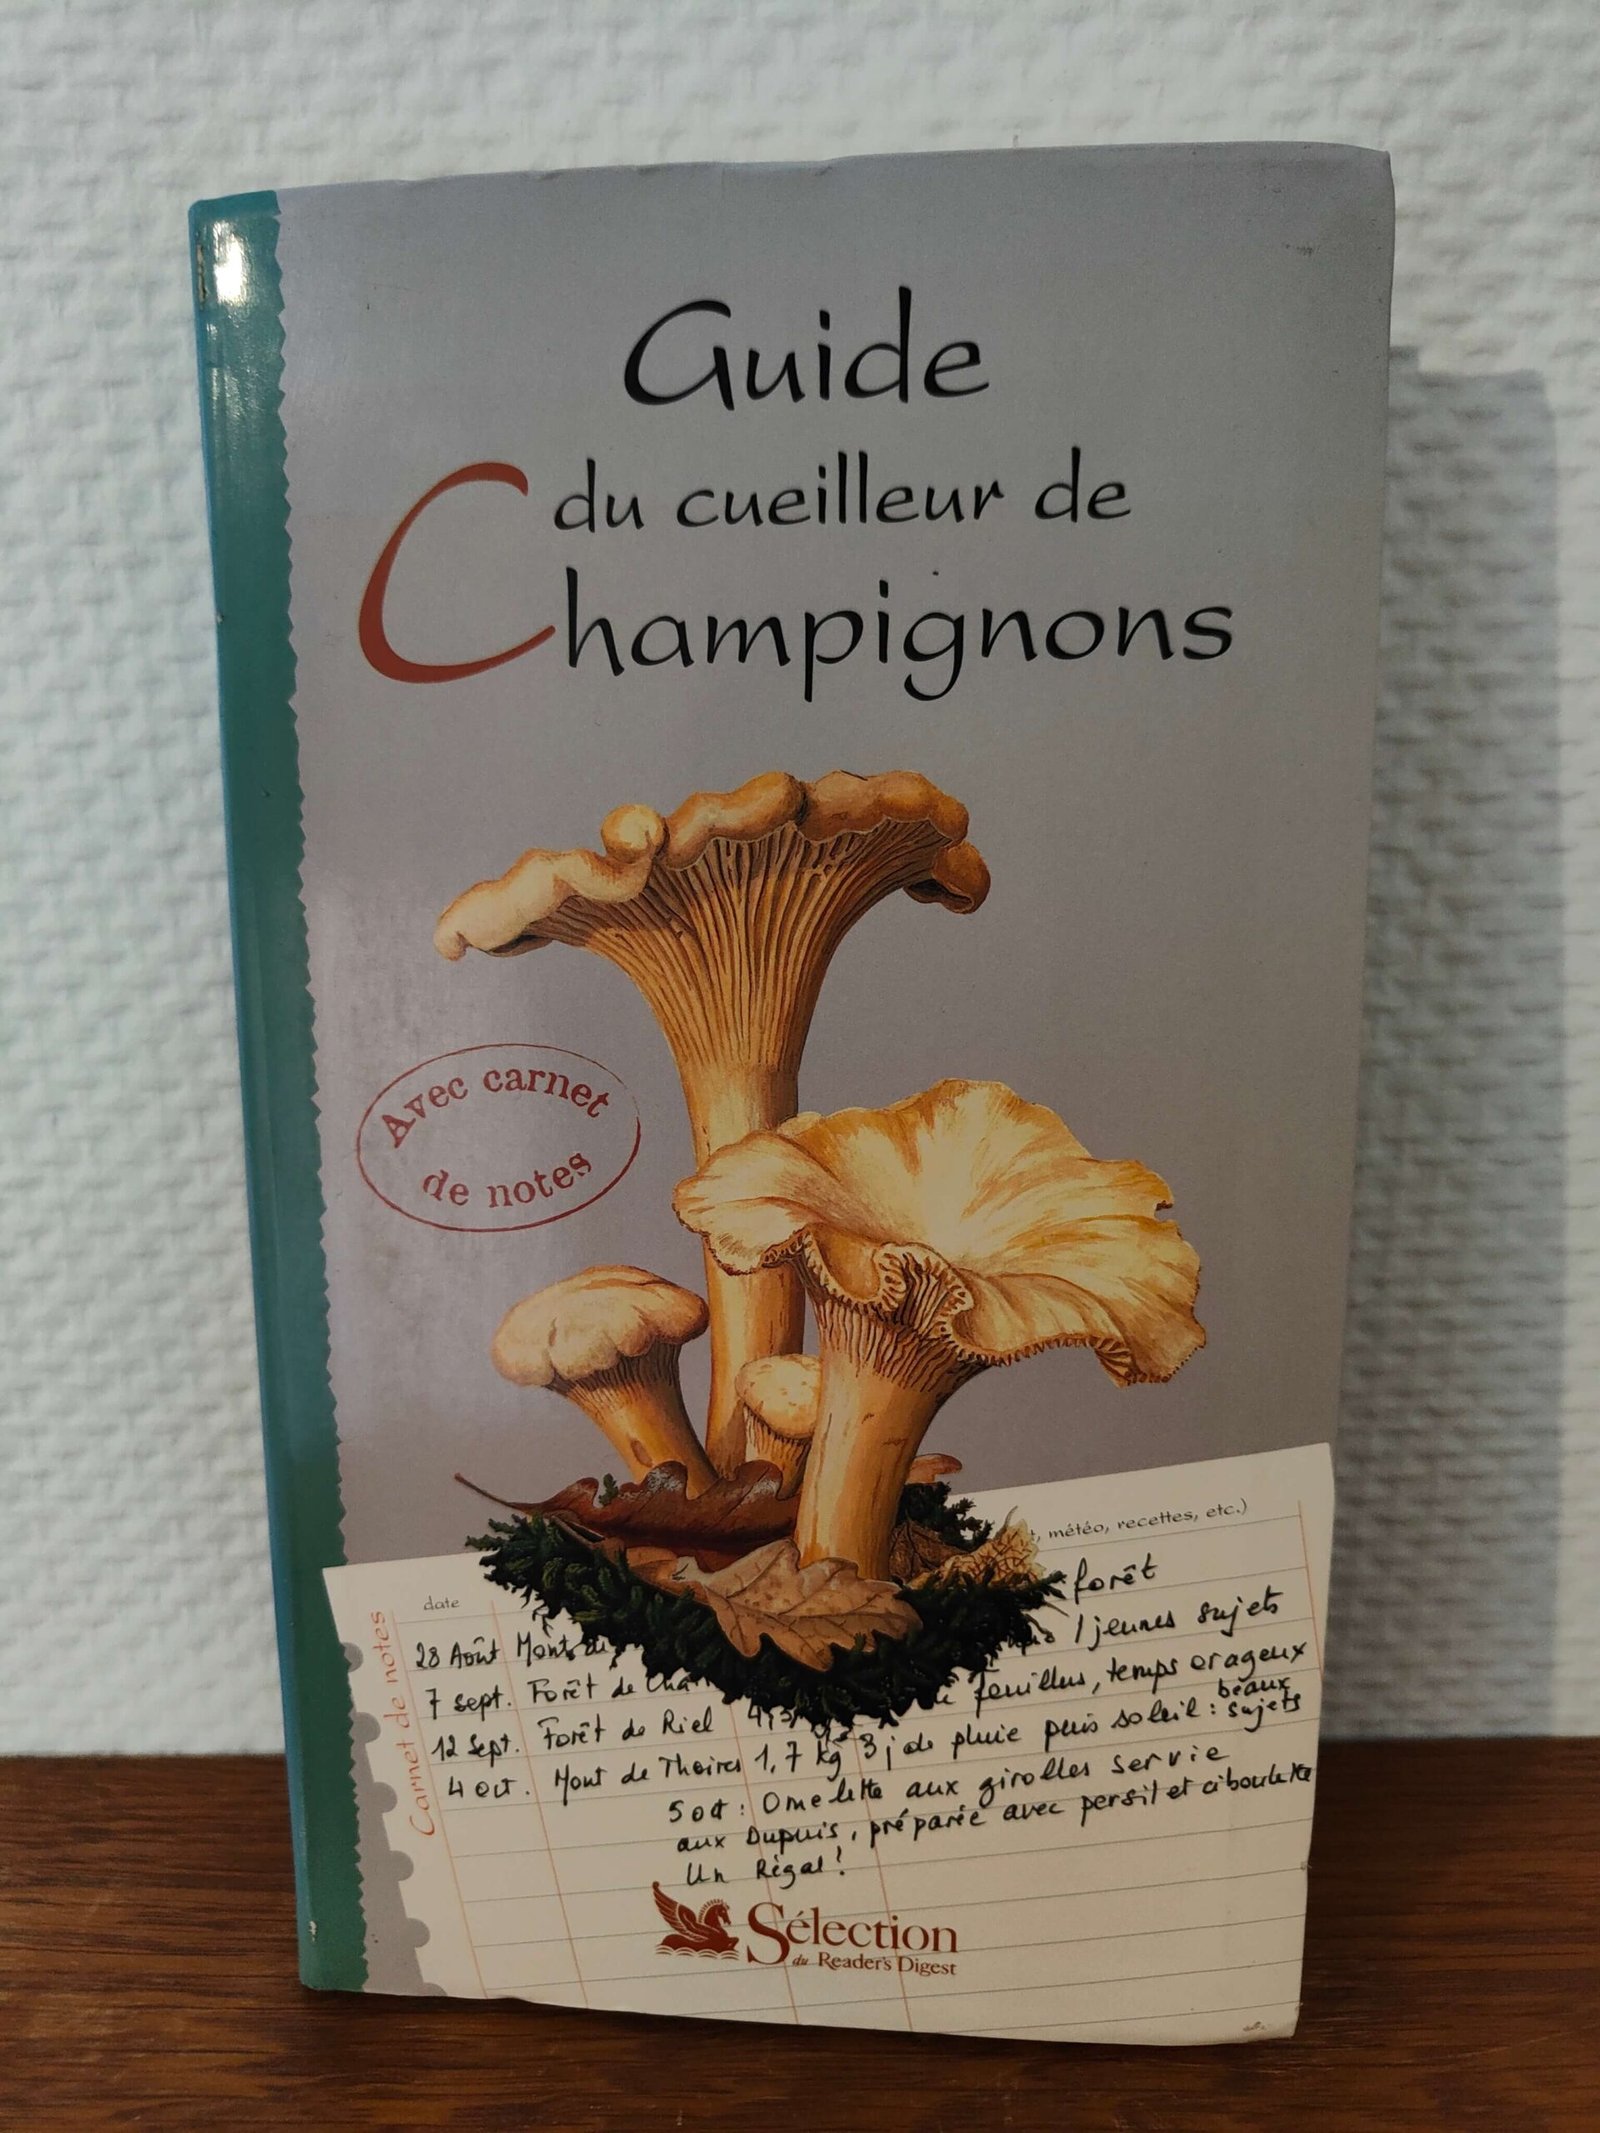 Guide
du cueilleur de
Champignons
Avec carnet
de notes
, météo, recettes, etc.)
date
Carnet de notes
forêt
28 Août Mont de
jeunes sujets
7 sept. Forêt de
feuillus, temps orageux
12 Sept. Forêt de Riel
beaux
4 oct. Mont de Thoires 1,7 kg 3 j de pluie puis soleil : sujets
5 oct : Omelette aux girolles servie
aux Dupuis, préparée avec persil et ciboulette
Un Régal !
Sélection
du Reader's Digest